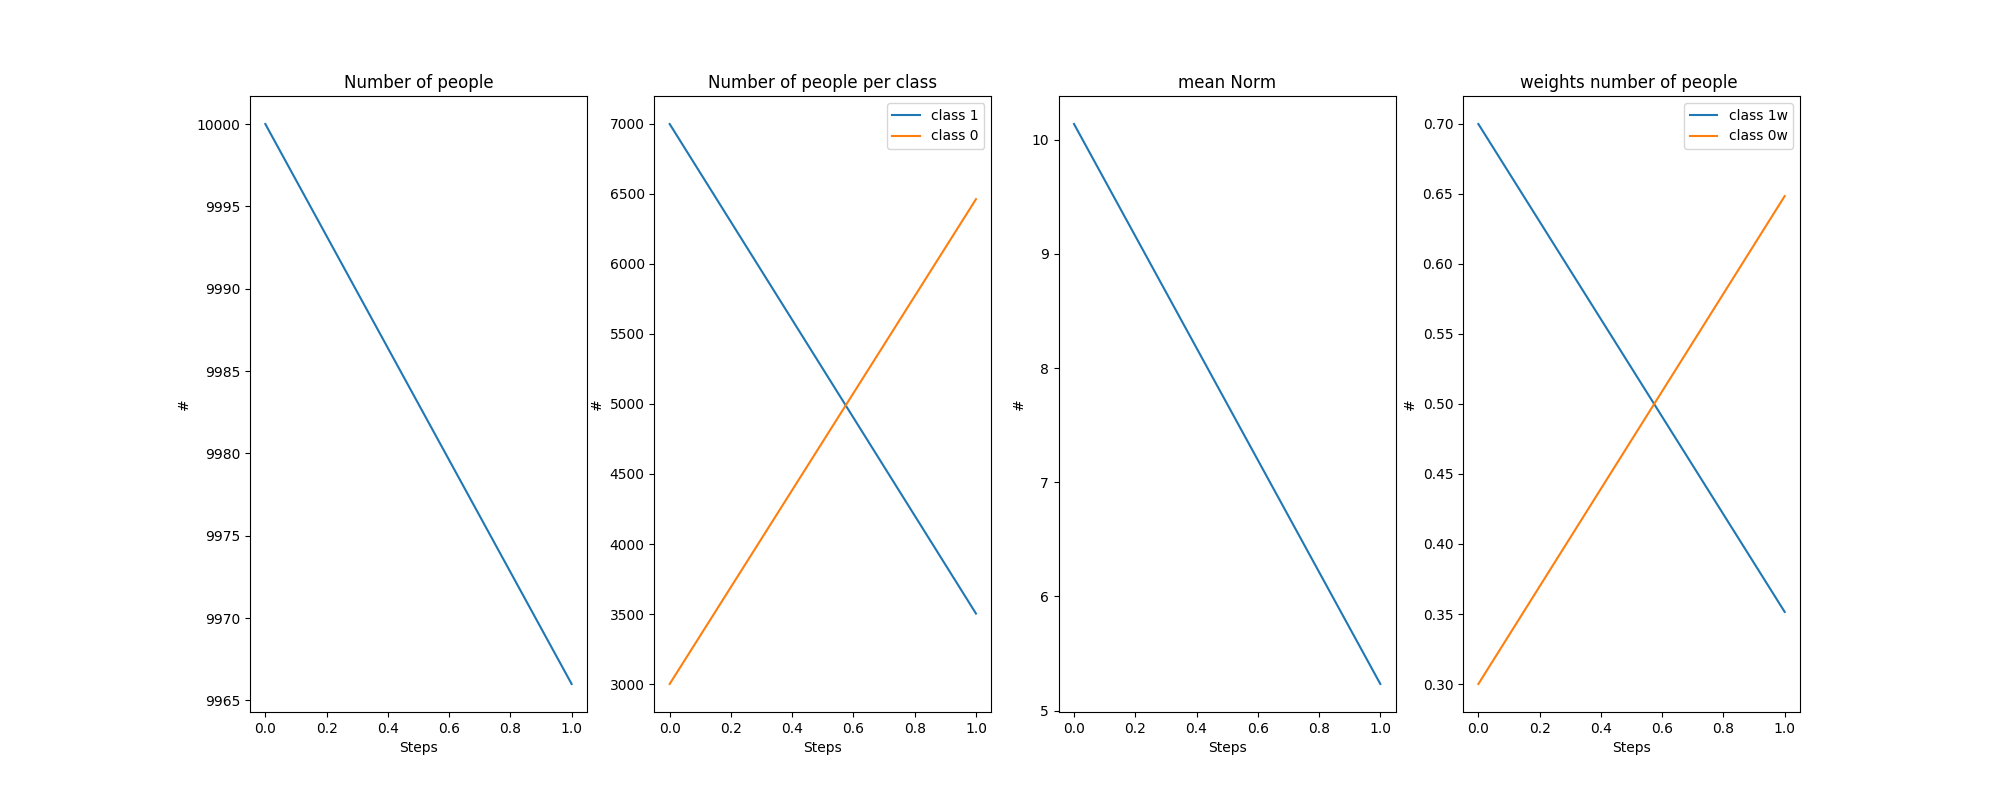 Number of people
10000
9995
9990
9985
9980
9975
9970
9965
#
0.0 0.2 0.4 0.6 0.8 1.0
Steps
Number of people per class
class 1
class 0
7000
6500
6000
5500
5000
4500
4000
3500
3000
#
0.0 0.2 0.4 0.6 0.8 1.0
Steps
mean Norm
10
9
8
7
6
5
#
0.0 0.2 0.4 0.6 0.8 1.0
Steps
weights number of people
class 1w
class 0w
0.70
0.65
0.60
0.55
0.50
0.45
0.40
0.35
0.30
#
0.0 0.2 0.4 0.6 0.8 1.0
Steps